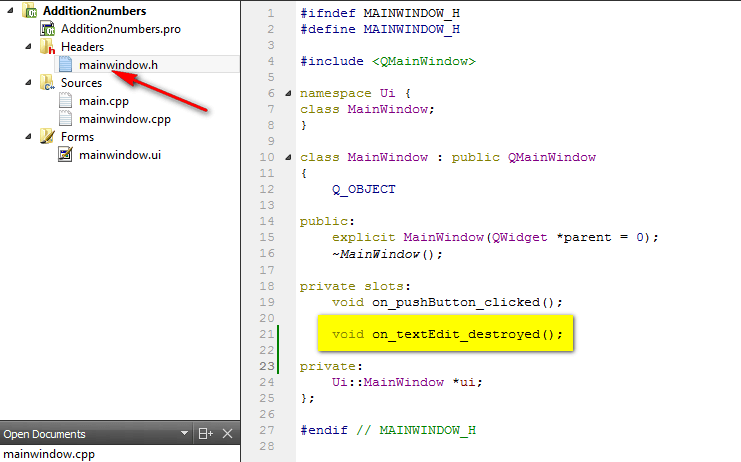 Addition2numbers
Addition2numbers.pro
Headers
mainwindow.h
Sources
main.cpp
mainwindow.cpp
Forms
mainwindow.ui
Open Documents
mainwindow.cpp
1 #ifndef MAINWINDOW_H
2 #define MAINWINDOW_H
3
4 #include <QMainWindow>
5
6 namespace Ui {
7 class MainWindow;
8 }
9
10 class MainWindow : public QMainWindow
11 {
12     Q_OBJECT
13
14 public:
15     explicit MainWindow(QWidget *parent = 0);
16     ~MainWindow();
17
18 private slots:
19     void on_pushButton_clicked();
20
21     void on_textEdit_destroyed();
22
23 private:
24     Ui::MainWindow *ui;
25 };
26
27 #endif // MAINWINDOW_H
28